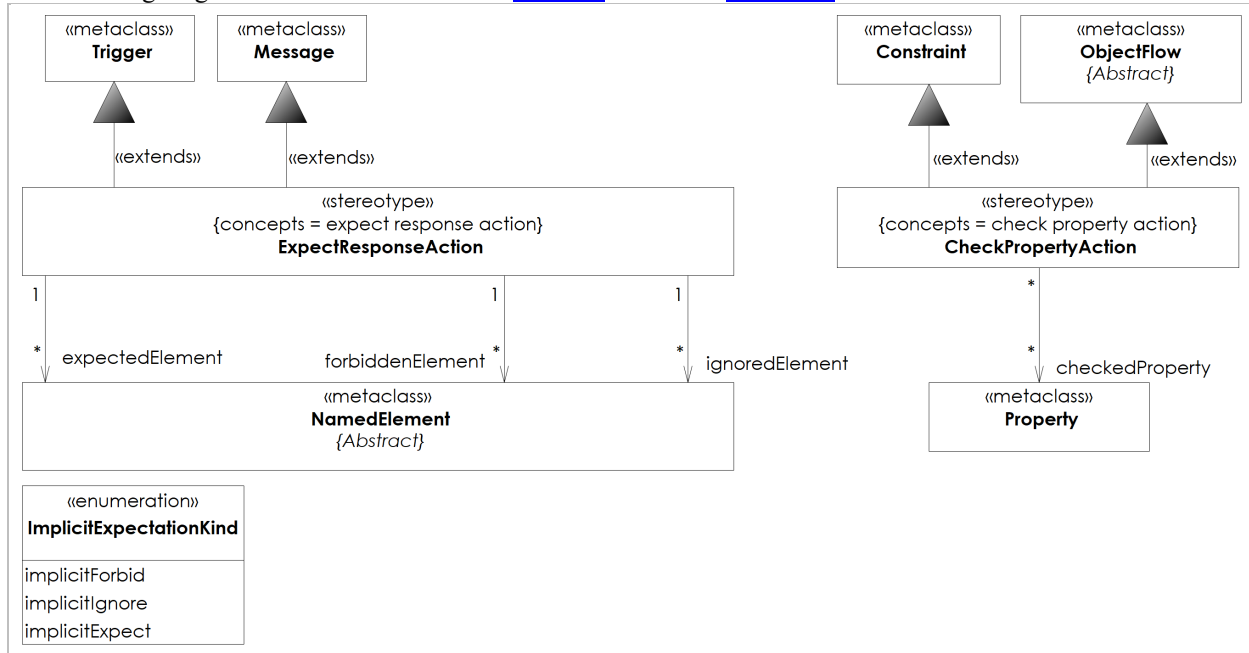 «metaclass»
Trigger
«metaclass»
Message
«metaclass»
Constraint
«metaclass»
ObjectFlow
{Abstract}
«extends»
«extends»
«extends»
«extends»
«stereotype»
{concepts = expect response action}
ExpectResponseAction
«stereotype»
{concepts = check property action}
CheckPropertyAction
1
*
expectedElement
1
*
forbiddenElement
1
*
ignoredElement
*
*
checkedProperty
«metaclass»
NamedElement
{Abstract}
«metaclass»
Property
«enumeration»
ImplicitExpectationKind
implicitForbid
implicitIgnore
implicitExpect